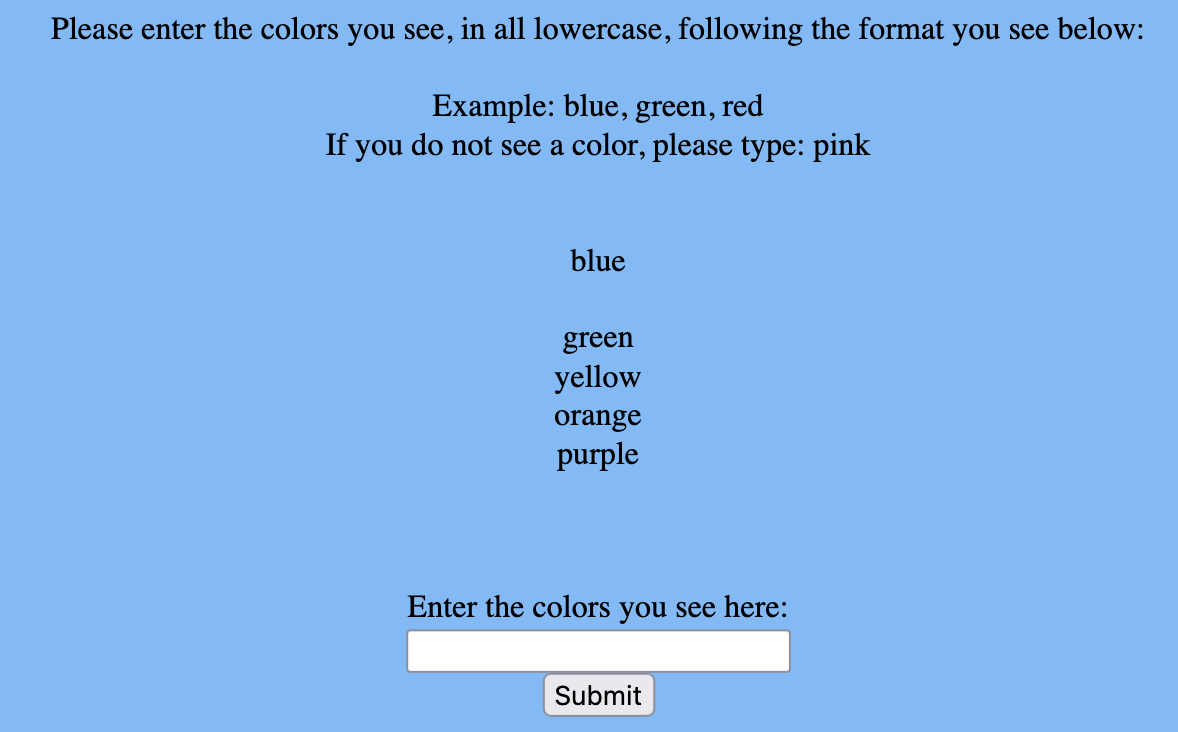 Please enter the colors you see, in all lowercase, following the format you see below:
Example: blue, green, red
If you do not see a color, please type: pink
blue
green
yellow
orange
purple
Enter the colors you see here:
Submit